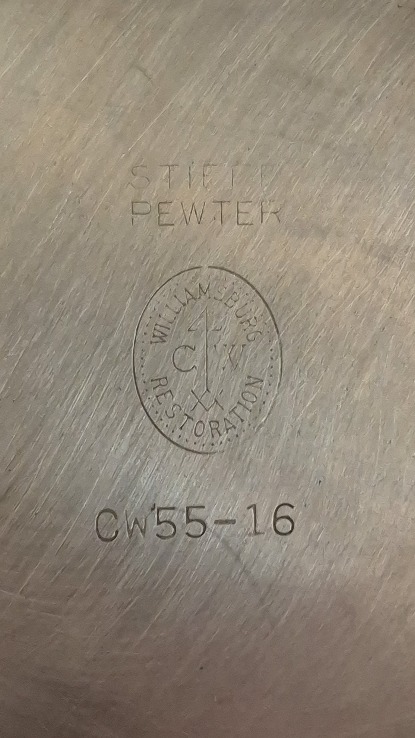 STIEFF
PEWTER
WILLIAMSBURG
C W
RESTORATION
CW55-16